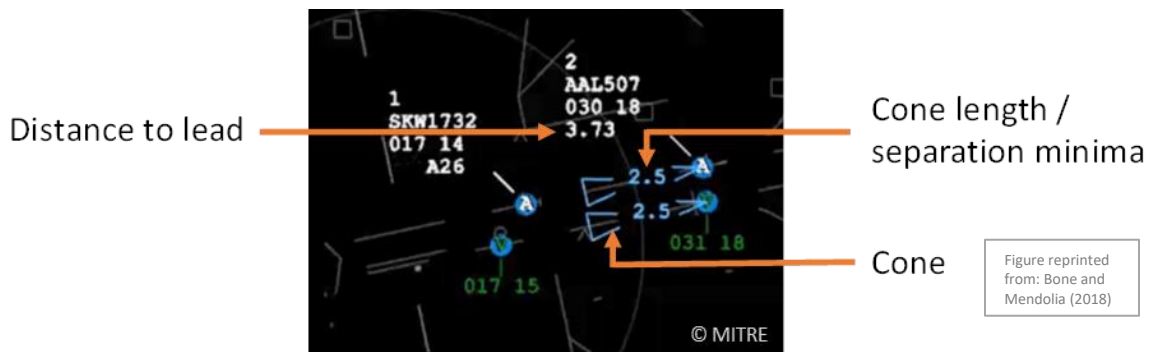 Distance to lead
1
SKW1732
017 14
A26
2
AAL507
030 18
3.73
A
2.5
A
2.5
V
031 18
V
017 15
© MITRE
Cone length /
separation minima
Cone
Figure reprinted
from: Bone and
Mendolia (2018)